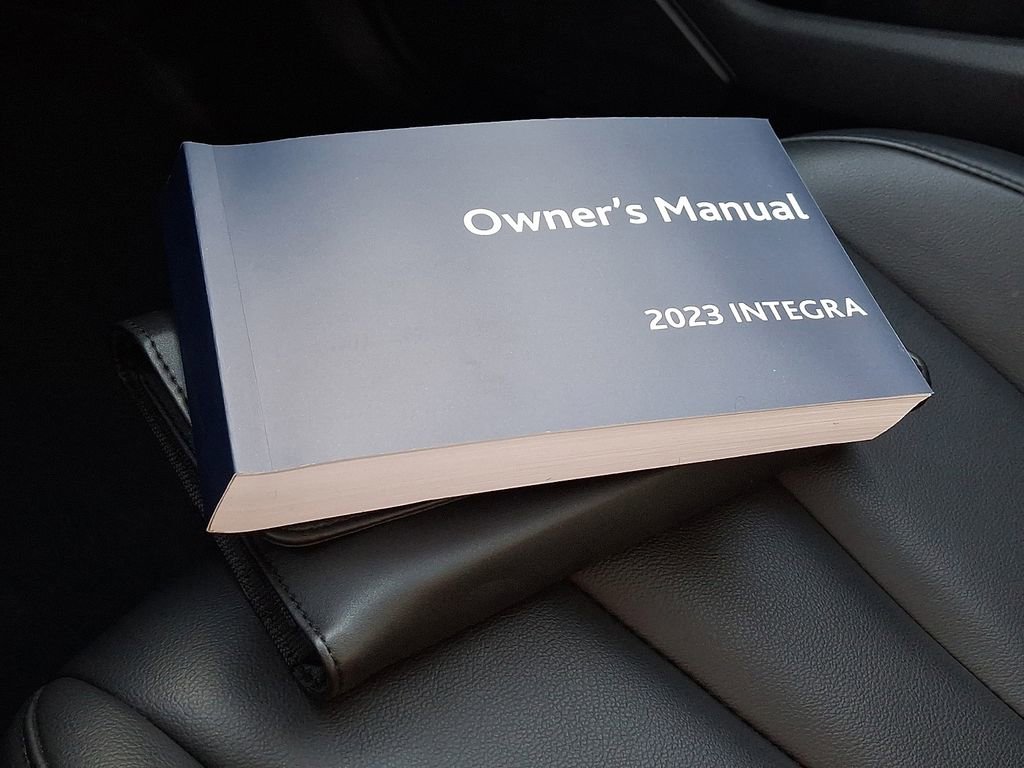 Owner's Manual
2023 INTEGRA